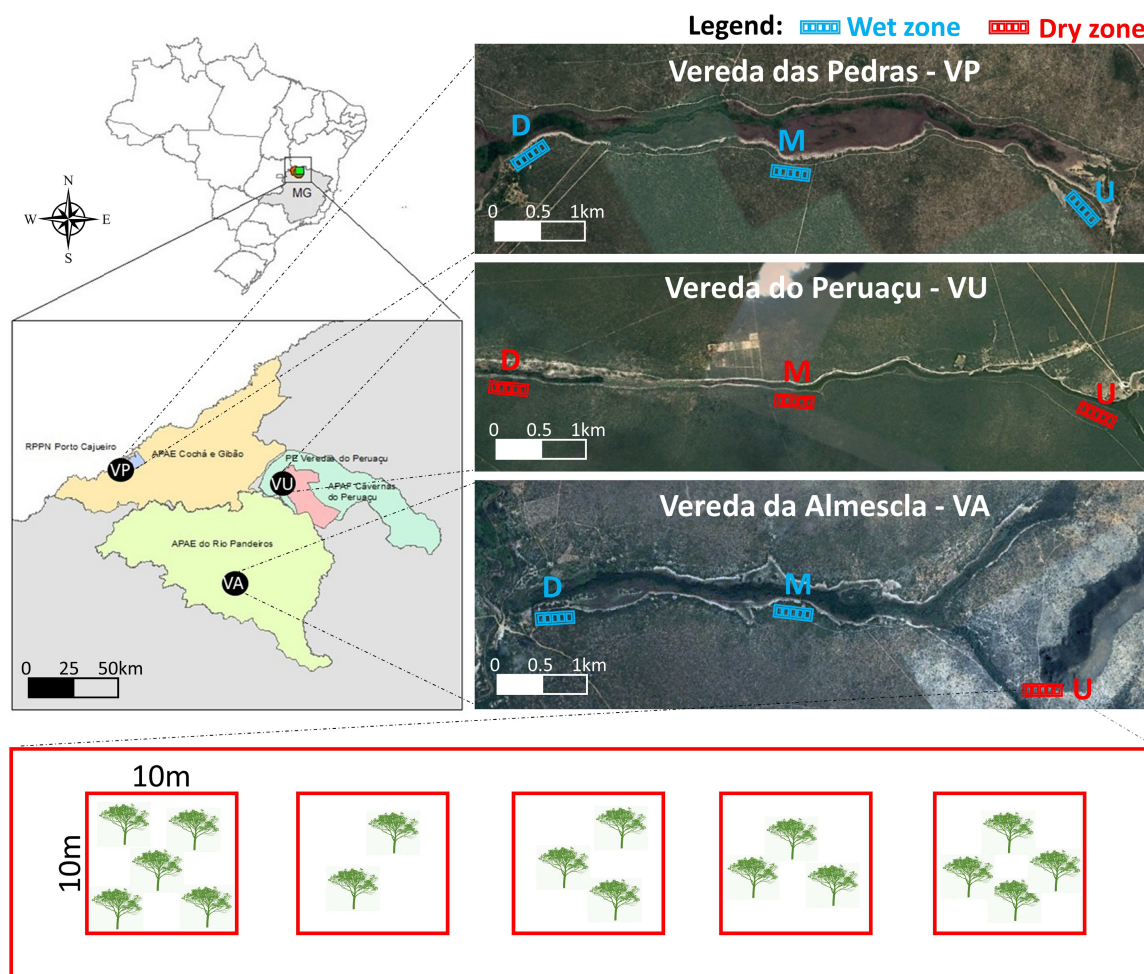 Legend: Wet zone Dry zone
MG
N
W E
S
Vereda das Pedras - VP
D
M
U
0 0.5 1km
Vereda do Peruaçu - VU
D
M
U
0 0.5 1km
Vereda da Almescla - VA
D
M
U
0 0.5 1km
RPPN Porto Cajueiro
APAE Cochá e Gibão
VP
PE Veredas do Peruaçu
VU
APAE Cavernas
do Peruaçu
APAE do Rio Pandeiros
VA
0 25 50km
10m
10m